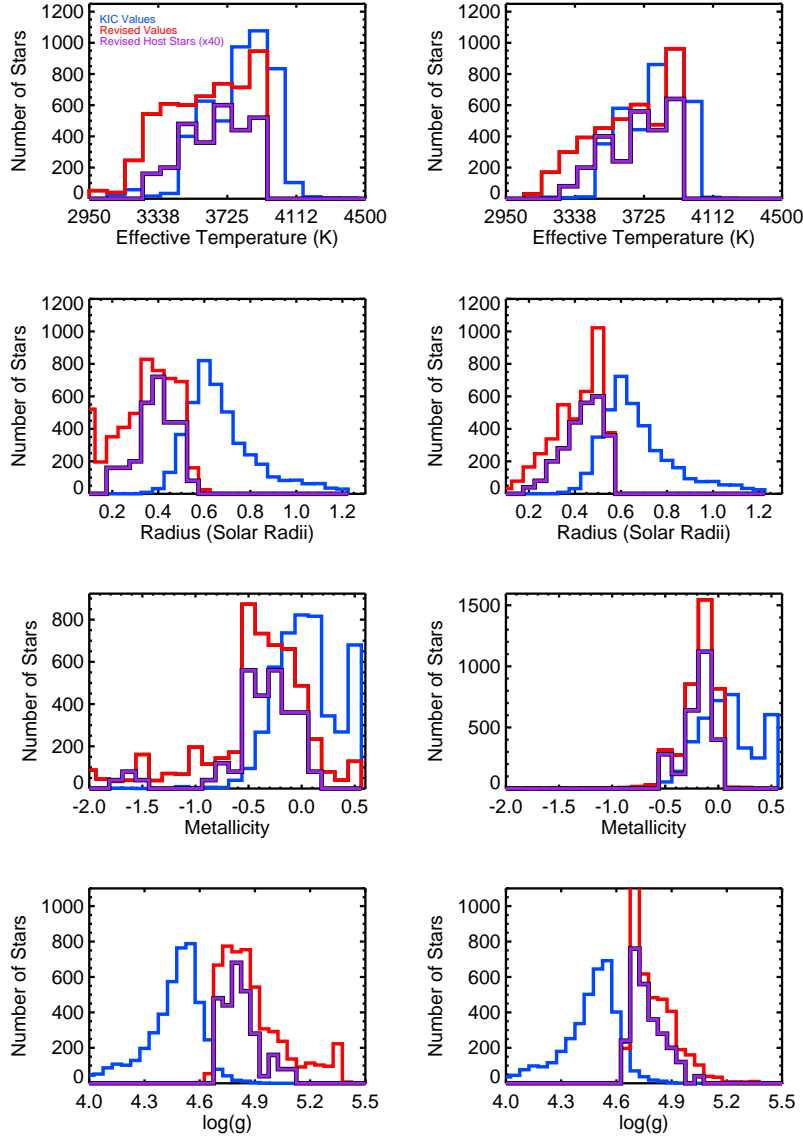 KIC Values
Revised Values
Revised Host Stars (x40)
Number of Stars
1200
1000
800
600
400
200
0
2950 3338 3725 4112 4500
Effective Temperature (K)
Number of Stars
1200
1000
800
600
400
200
0
2950 3338 3725 4112 4500
Effective Temperature (K)
Number of Stars
1200
1000
800
600
400
200
0
0.2 0.4 0.6 0.8 1.0 1.2
Radius (Solar Radii)
Number of Stars
1200
1000
800
600
400
200
0
0.2 0.4 0.6 0.8 1.0 1.2
Radius (Solar Radii)
Number of Stars
800
600
400
200
0
-2.0 -1.5 -1.0 -0.5 0.0 0.5
Metallicity
Number of Stars
1500
1000
500
0
-2.0 -1.5 -1.0 -0.5 0.0 0.5
Metallicity
Number of Stars
1000
800
600
400
200
0
4.0 4.3 4.6 4.9 5.2 5.5
log(g)
Number of Stars
1000
800
600
400
200
0
4.0 4.3 4.6 4.9 5.2 5.5
log(g)